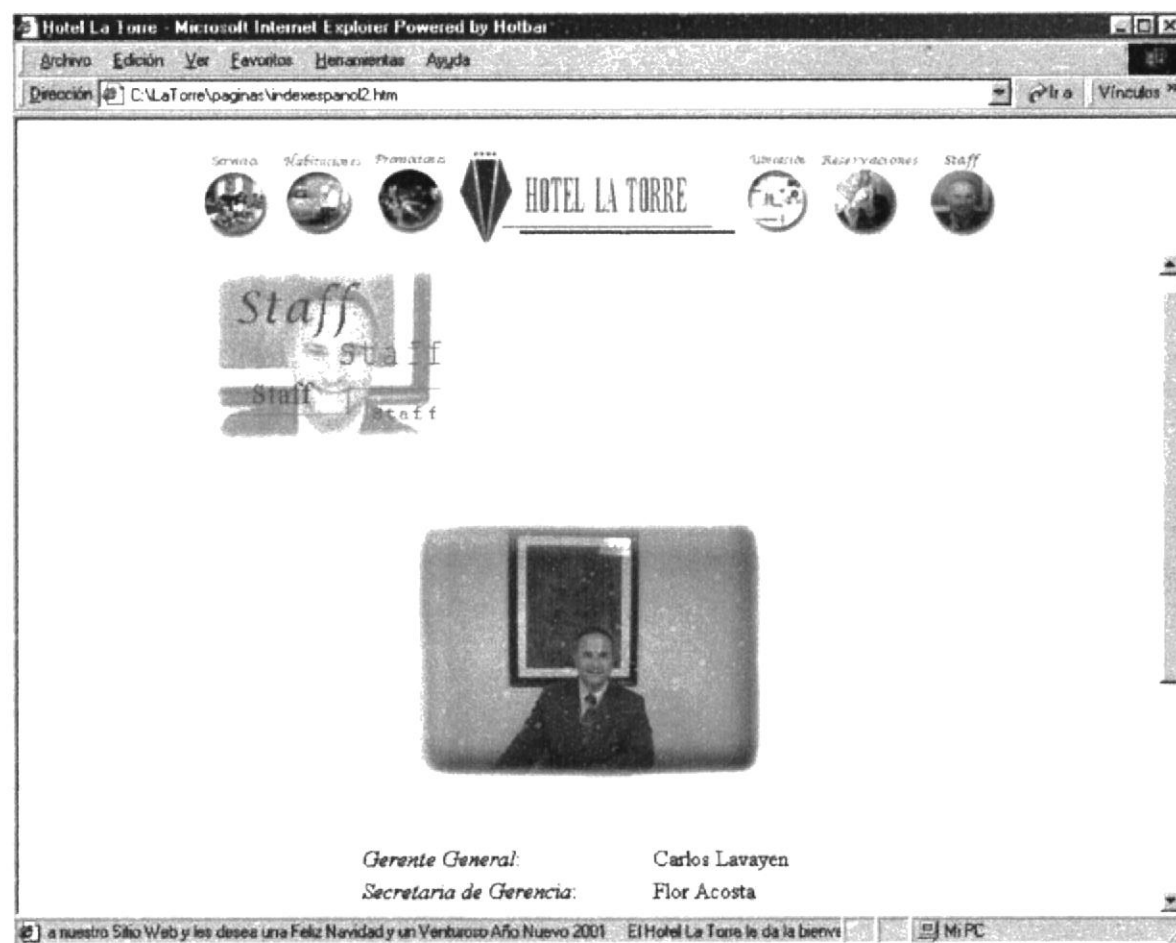 Hotel La Torre - Microsoft Internet Explorer Powered by Hotbar
Archivo Edición Ver Favoritos Herramientas Ayuda
Dirección C:\LaTorre\paginas\indexespanol2.htm Ir a Vínculos »
Servicio Habitaciones Promociones HOTEL LA TORRE Ubicación Reservaciones Staff
Staff
Staff
Staff
Staff
Gerente General: Carlos Lavayen
Secretaria de Gerencia: Flor Acosta
a nuestro Sitio Web y les desea una Feliz Navidad y un Venturoso Año Nuevo 2001 El Hotel La Torre le da la bienve Mi PC